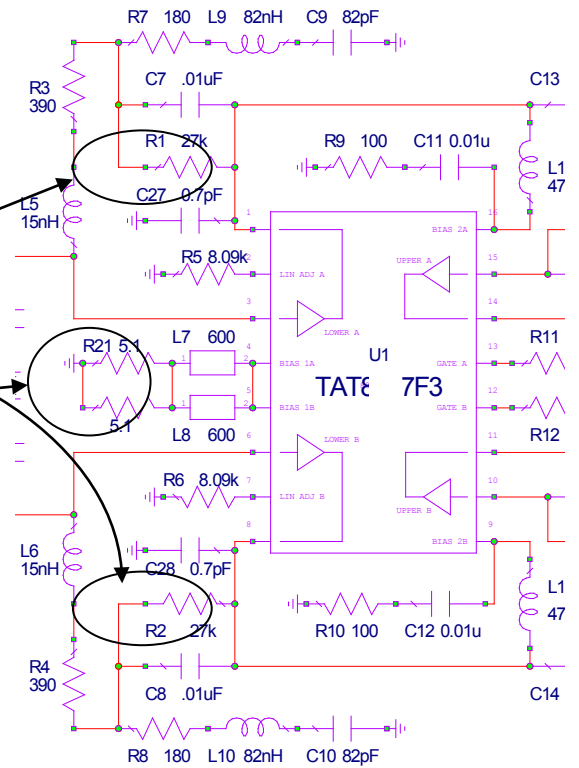 R7 180 L9 82nH C9 82pF
C7 .01uF
C13
R3
390
R1 27k
R9 100
C11 0.01u
L1
47
C27 0.7pF
L5
15nH
1
16
BIAS 2A
R5 8.09k
2
LIN ADJ A
UPPER A
15
3
14
LOWER A
R21 5.1
L7 600
1 2
4
BIAS 1A
U1
GATE A
13
R11
TAT8 7F3
1 2
5
BIAS 1B
GATE B
12
5.1
L8 600
R12
6
LOWER B
11
R6 8.09k
7
LIN ADJ B
UPPER B
10
8
BIAS 2B
9
L6
15nH
C28 0.7pF
L1
47
R2 27k
R10 100
C12 0.01u
R4
390
C8 .01uF
C14
R8 180 L10 82nH C10 82pF